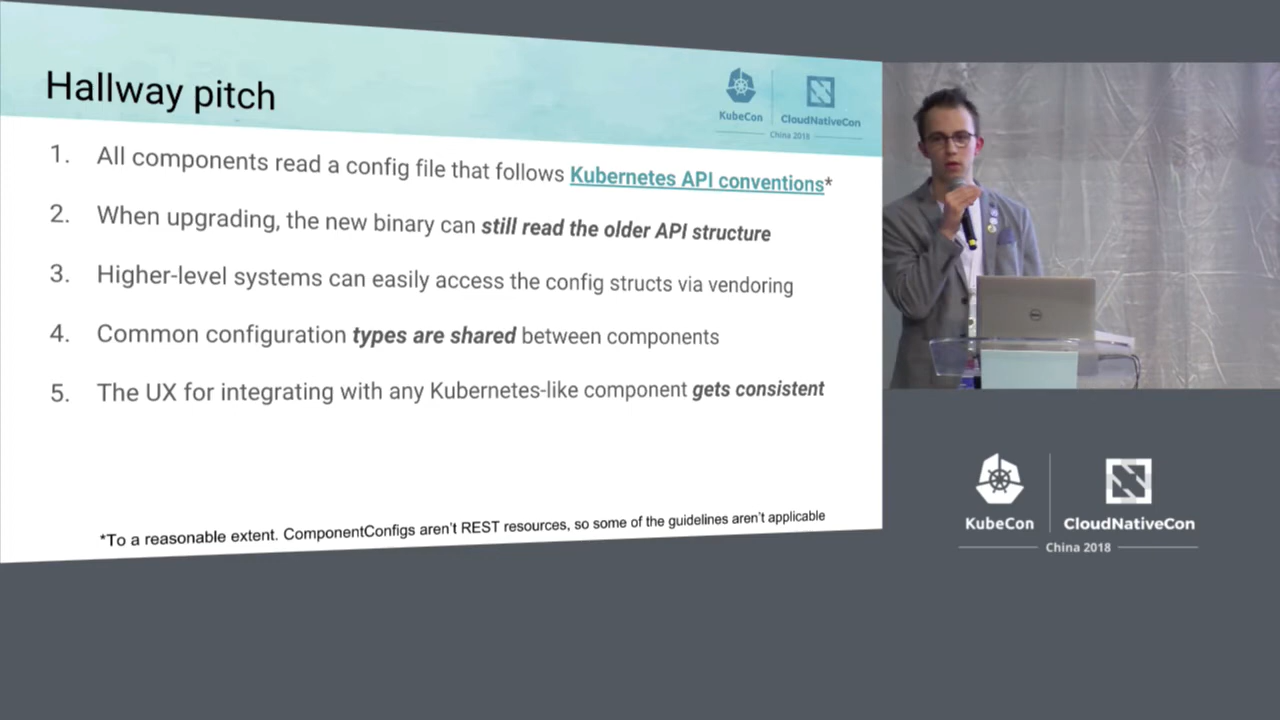 Hallway pitch
KubeCon
CloudNativeCon
China 2018
1. All components read a config file that follows Kubernetes API conventions*
2. When upgrading, the new binary can still read the older API structure
3. Higher-level systems can easily access the config structs via vendoring
4. Common configuration types are shared between components
5. The UX for integrating with any Kubernetes-like component gets consistent
*To a reasonable extent. ComponentConfigs aren't REST resources, so some of the guidelines aren't applicable
DELL
KubeCon
CloudNativeCon
China 2018